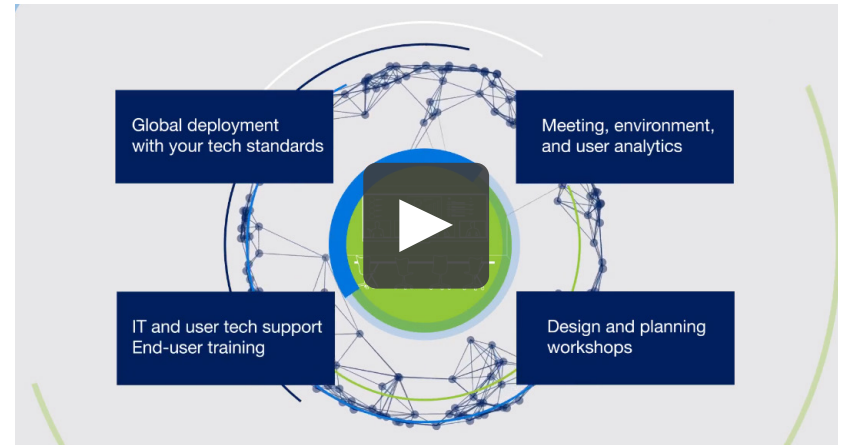 Global deployment
with your tech standards
Meeting, environment,
and user analytics
IT and user tech support
End-user training
Design and planning
workshops